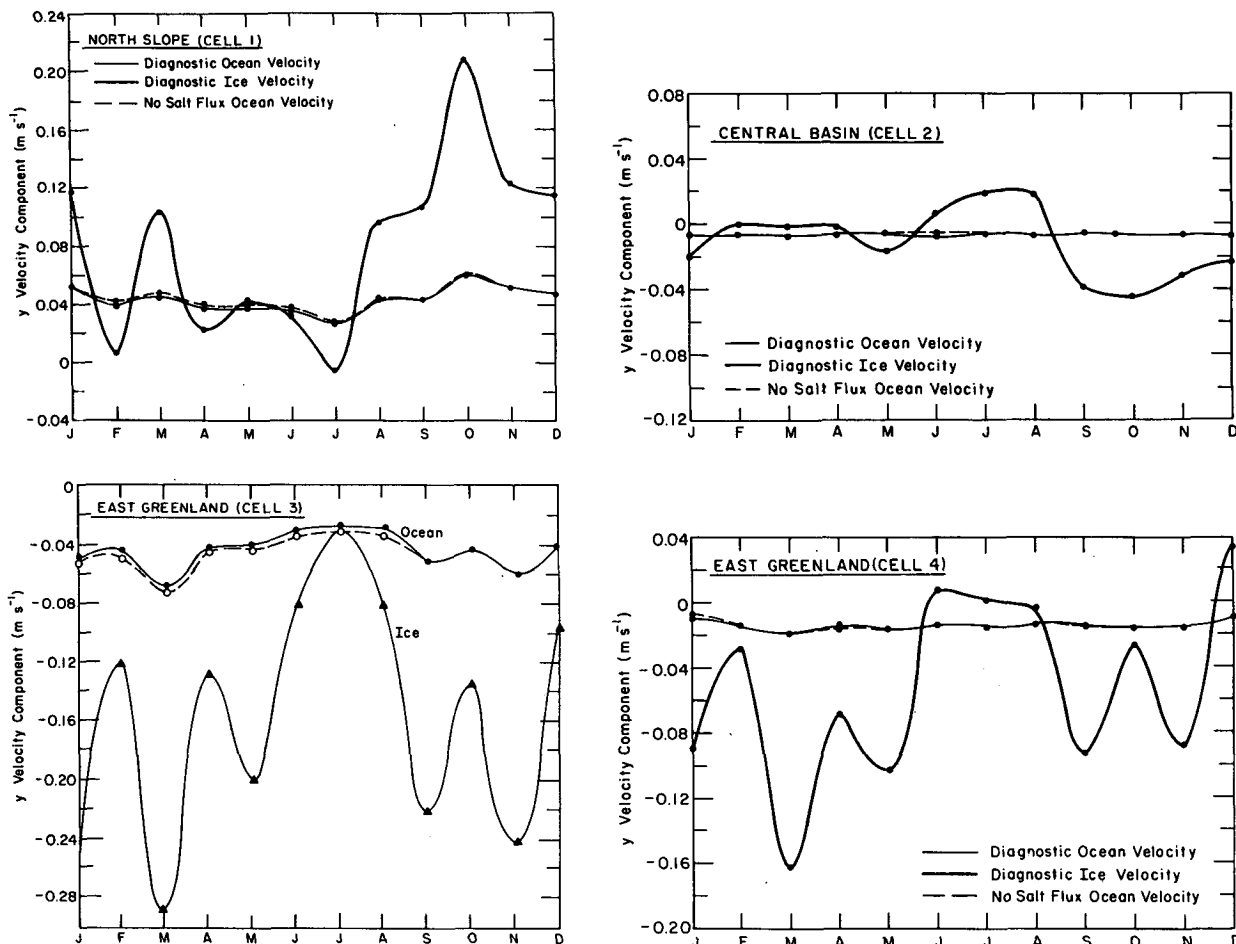 0.24
0.20
0.16
0.12
0.08
0.04
0
-0.04
y Velocity Component (m s⁻¹)
NORTH SLOPE (CELL 1)
Diagnostic Ocean Velocity
Diagnostic Ice Velocity
No Salt Flux Ocean Velocity
J F M A M J J A S O N D
0.08
0.04
0
-0.04
-0.08
-0.12
y Velocity Component (m s⁻¹)
CENTRAL BASIN (CELL 2)
Diagnostic Ocean Velocity
Diagnostic Ice Velocity
No Salt Flux Ocean Velocity
J F M A M J J A S O N D
0
-0.04
-0.08
-0.12
-0.16
-0.20
-0.24
-0.28
y Velocity Component (m s⁻¹)
EAST GREENLAND (CELL 3)
Ocean
Ice
J F M A M J J A S O N D
0.04
0
-0.04
-0.08
-0.12
-0.16
-0.20
y Velocity Component (m s⁻¹)
EAST GREENLAND (CELL 4)
Diagnostic Ocean Velocity
Diagnostic Ice Velocity
No Salt Flux Ocean Velocity
J F M A M J J A S O N D